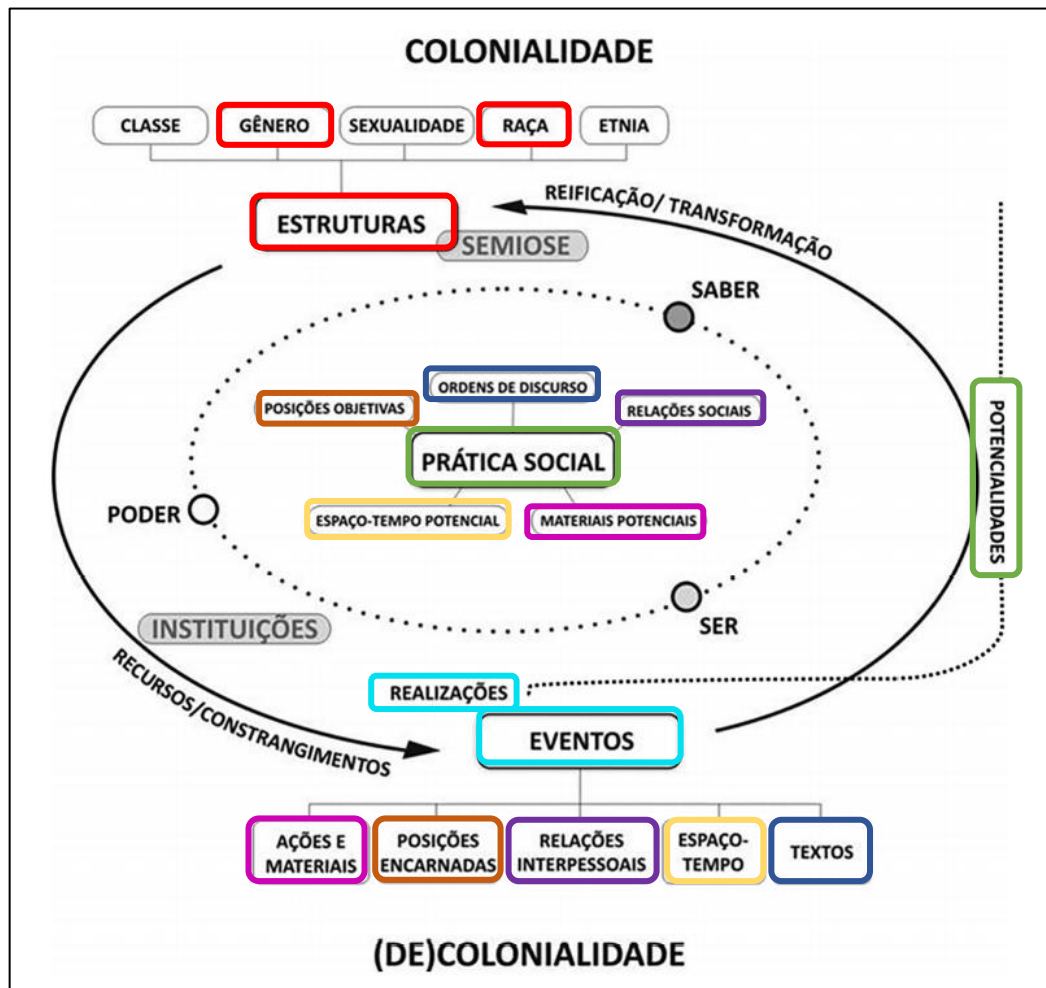 COLONIALIDADE
CLASSE
GÊNERO
SEXUALIDADE
RAÇA
ETNIA
ESTRUTURAS
SEMIOSE
REIFICAÇÃO/ TRANSFORMAÇÃO
SABER
ORDENS DE DISCURSO
POSIÇÕES OBJETIVAS
RELAÇÕES SOCIAIS
PRÁTICA SOCIAL
POTENCIALIDADES
PODER
ESPAÇO-TEMPO POTENCIAL
MATERIAIS POTENCIAIS
SER
INSTITUIÇÕES
RECURSOS/CONSTRANGIMENTOS
REALIZAÇÕES
EVENTOS
AÇÕES E
MATERIAIS
POSIÇÕES
ENCARNADAS
RELAÇÕES
INTERPESSOAIS
ESPAÇO-
TEMPO
TEXTOS
(DE)COLONIALIDADE